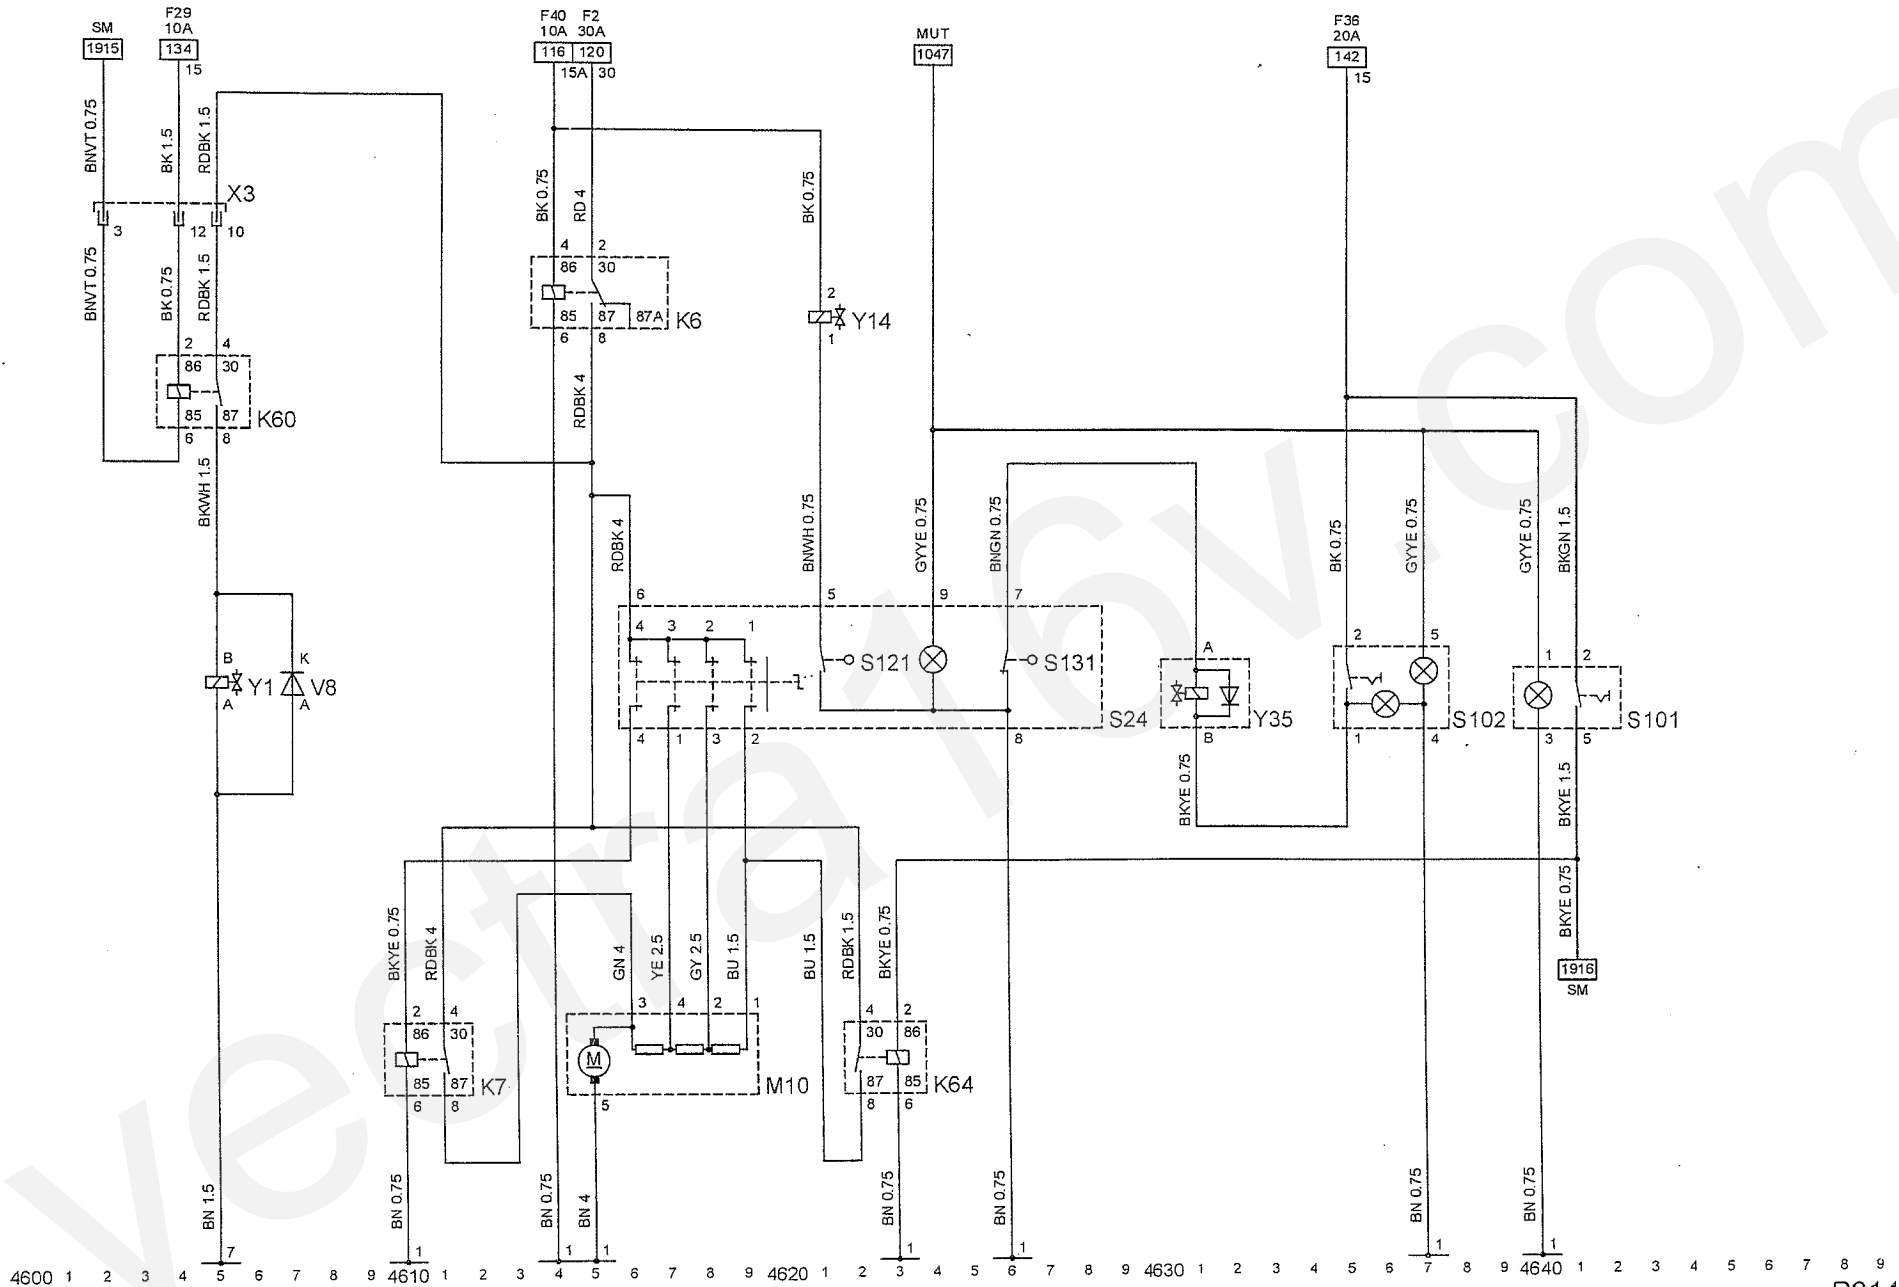 SM
1915
F29
10A
134
15
F40 F2
10A 30A
116 120
15A 30
MUT
1047
F36
20A
142
15
BNVT 0.75
BK 1.5
RDBK 1.5
X3
3 12 10
BNVT 0.75
BK 0.75
RDBK 1.5
2 4
86 30
85 87
K60
6 8
BKWH 1.5
BK 0.75
RD 4
BK 0.75
4 2
86 30
85 87 87A
K6
6 8
RDBK 4
2
Y14
1
RDBK 4
BNWH 0.75
GYYE 0.75
BNGN 0.75
BK 0.75
GYYE 0.75
GYYE 0.75
BKGN 1.5
6 5 9 7
4 3 2 1
S121
S131
S24
4 1 3 2 8
B K
Y1 V8
A A
A
Y35
B
2 5
S102
1 4
1 2
S101
3 5
BKYE 0.75
BKYE 1.5
BKYE 0.75
1916
SM
BKYE 0.75
RDBK 4
GN 4
YE 2.5
GY 2.5
BU 1.5
BU 1.5
RDBK 1.5
BKYE 0.75
2 4
86 30
85 87
K7
6 8
3 4 2 1
M
M10
5
4 2
30 86
87 85
K64
8 6
BN 1.5
BN 0.75
BN 0.75
BN 4
BN 0.75
BN 0.75
BN 0.75
BN 0.75
7 1 1 1 1 1 1 1
4600 1 2 3 4 5 6 7 8 9 4610 1 2 3 4 5 6 7 8 9 4620 1 2 3 4 5 6 7 8 9 4630 1 2 3 4 5 6 7 8 9 4640 1 2 3 4 5 6 7 8 9
vectra16v.com